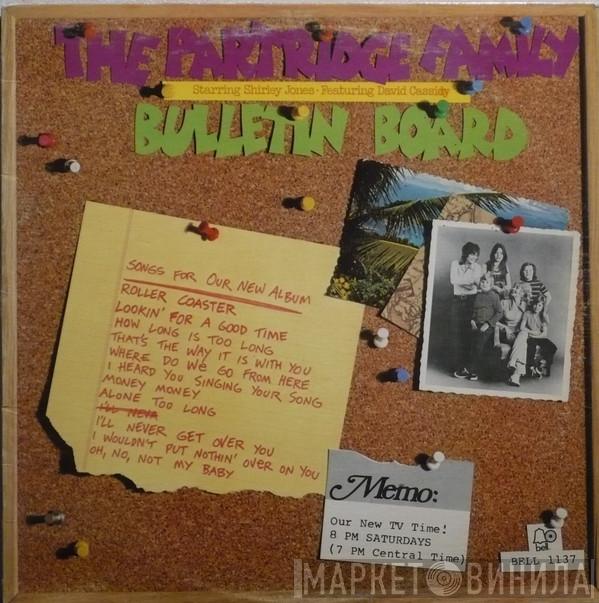 THE PARTRIDGE FAMILY
Starring Shirley Jones · Featuring David Cassidy
BULLETIN BOARD
SONGS FOR OUR NEW ALBUM
ROLLER COASTER
LOOKIN' FOR A GOOD TIME
HOW LONG IS TOO LONG
THAT'S THE WAY IT IS WITH YOU
WHERE DO WE GO FROM HERE
I HEARD YOU SINGING YOUR SONG
MONEY MONEY
ALONE TOO LONG
I'LL NEVA
I'LL NEVER GET OVER YOU
I WOULDN'T PUT NOTHIN' OVER ON YOU
OH, NO, NOT MY BABY
Memo:
Our New TV Time!
8 PM SATURDAYS
(7 PM Central Time)
bell
BELL 1137
МАРКЕТ ВИНИЛА